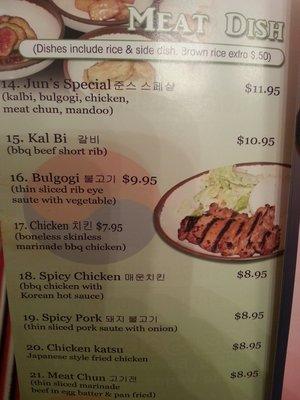 MEAT DISH
(Dishes include rice & side dish. Brown rice extra $.50)
14. Jun's Special 준스 스페샬 $11.95
(kalbi, bulgogi, chicken,
meat chun, mandoo)
15. Kal Bi 갈비 $10.95
(bbq beef short rib)
16. Bulgogi 불고기 $9.95
(thin sliced rib eye
saute with vegetable)
17. Chicken 치킨 $7.95
(boneless skinless
marinade bbq chicken)
18. Spicy Chicken 매운치킨 $8.95
(bbq chicken with
Korean hot sauce)
19. Spicy Pork 돼지 불고기 $8.95
(thin sliced pork saute with onion)
20. Chicken katsu $8.95
Japanese style fried chicken
21. Meat Chun 고기전 $8.95
(thin sliced marinade
beef in egg batter & pan fried)